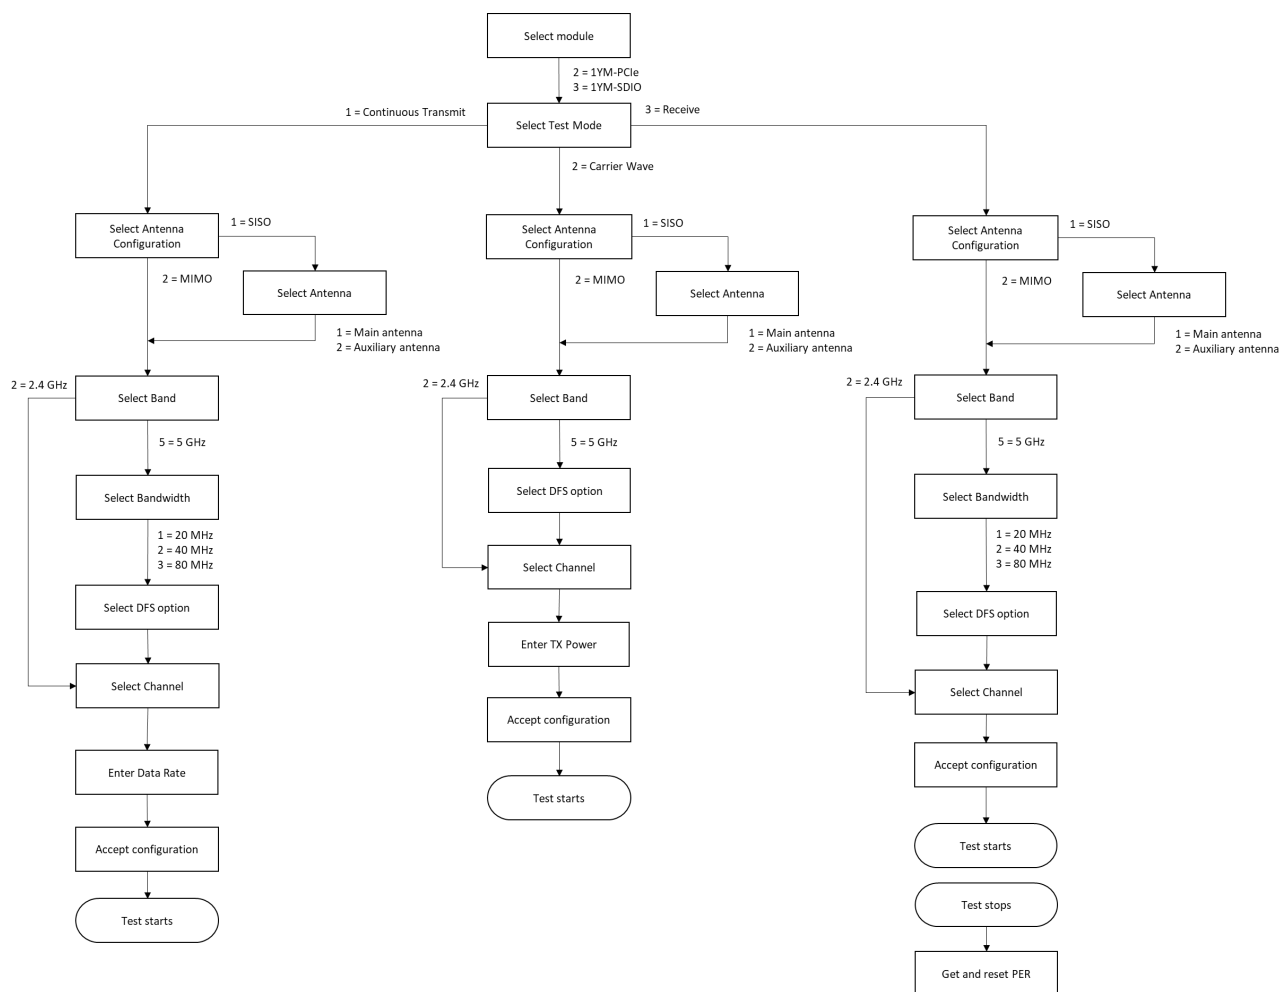 Select module
2 = 1YM-PCIe
3 = 1YM-SDIO
1 = Continuous Transmit
Select Test Mode
3 = Receive
2 = Carrier Wave
Select Antenna
Configuration
1 = SISO
2 = MIMO
Select Antenna
1 = Main antenna
2 = Auxiliary antenna
2 = 2.4 GHz
Select Band
5 = 5 GHz
Select Bandwidth
1 = 20 MHz
2 = 40 MHz
3 = 80 MHz
Select DFS option
Select Channel
Enter Data Rate
Accept configuration
Test starts
Select Antenna
Configuration
1 = SISO
2 = MIMO
Select Antenna
1 = Main antenna
2 = Auxiliary antenna
2 = 2.4 GHz
Select Band
5 = 5 GHz
Select DFS option
Select Channel
Enter TX Power
Accept configuration
Test starts
Select Antenna
Configuration
1 = SISO
2 = MIMO
Select Antenna
1 = Main antenna
2 = Auxiliary antenna
2 = 2.4 GHz
Select Band
5 = 5 GHz
Select Bandwidth
1 = 20 MHz
2 = 40 MHz
3 = 80 MHz
Select DFS option
Select Channel
Accept configuration
Test starts
Test stops
Get and reset PER